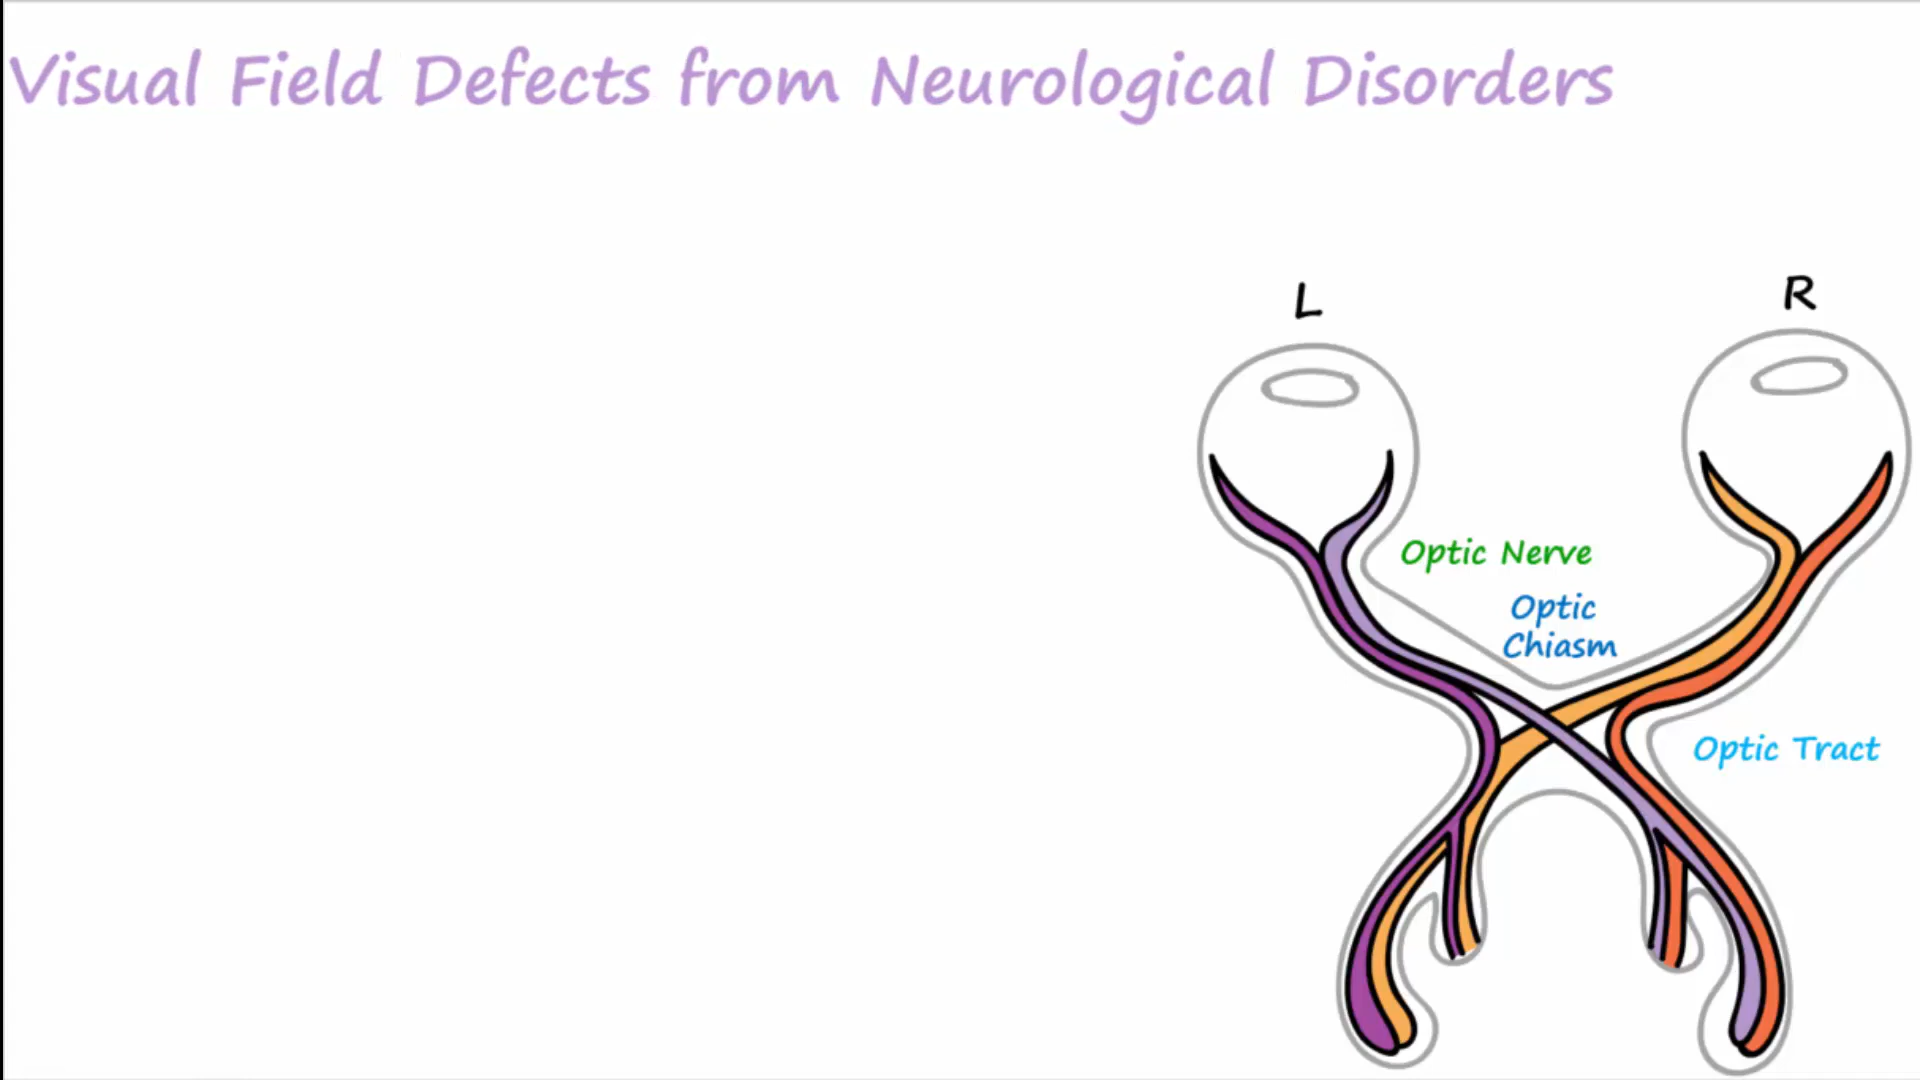 Visual Field Defects from Neurological Disorders
L
R
Optic Nerve
Optic
Chiasm
Optic Tract